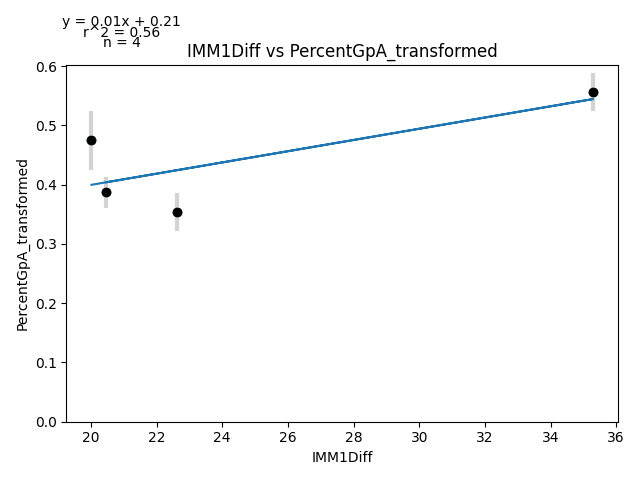 y = 0.01x + 0.21
r^2 = 0.56
n = 4
IMM1Diff vs PercentGpA_transformed
0.6
0.5
0.4
0.3
0.2
0.1
0.0
PercentGpA_transformed
20 22 24 26 28 30 32 34 36
IMM1Diff